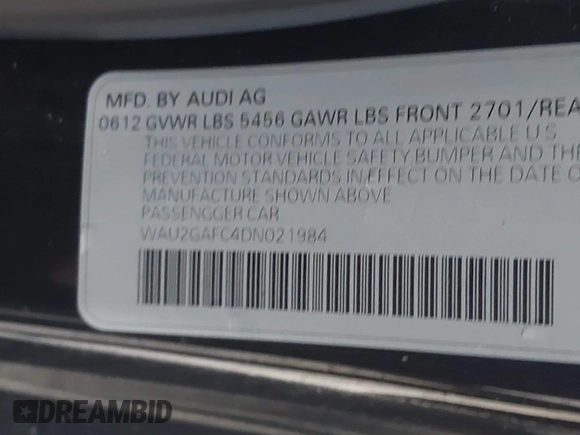 MFD. BY AUDI AG
0612 GVWR LBS 5456 GAWR LBS FRONT 2701/REA
THIS VEHICLE CONFORMS TO ALL APPLICABLE U.S
FEDERAL MOTOR VEHICLE SAFETY, BUMPER AND THE
PREVENTION STANDARDS IN EFFECT ON THE DATE O
MANUFACTURE SHOWN ABOVE
PASSENGGER CAR
WAU2GAFC4DN021984
DREAMBID